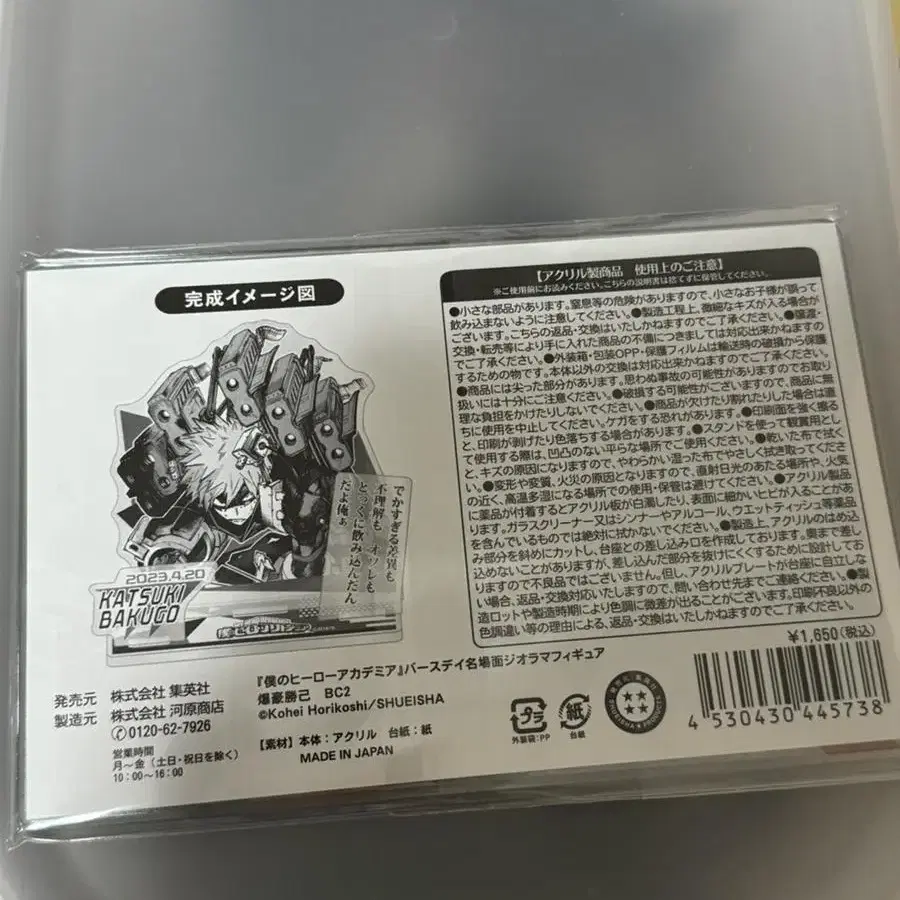 完成イメージ図
でかすぎる差異も
不理解も オソレも
とっくに飲み込んだん
だよ俺ぁ
2023.4.20
KATSUKI
BAKUGO
【アクリル製商品 使用上のご注意】
※ご使用前にお読みください。こちらの説明書は捨てずに保管してください。
●小さな部品があります。窒息等の危険がありますので、小さなお子様が誤って
飲み込まないように注意してください。●製造工程上、微細なキズが入る場合が
ございます。こちらの返品・交換はいたしかねますのでご了承ください。●譲渡・
交換・転売等により手に入れた商品の不備につきましては対応出来かねますの
でご了承ください。●外装箱・包装OPP・保護フィルムは輸送時の破損から保護
するための物です。本体以外の交換は対応出来かねますのでご了承ください。
●商品には尖った部分があります。思わぬ事故の可能性がありますのでお取り
扱いには十分にご注意ください。●破損する可能性がございますので、商品に無
理な負担をかけたりしないでください。●商品が欠けたり割れたりした場合は直
ちに使用を中止してください。ケガをする恐れがあります。●印刷面を強く擦る
と、印刷が剥げたり色落ちする場合があります。●スタンドを使って観賞用とし
て使用する際は、凹凸のない平らな場所でご使用ください。●乾いた布で拭く
と、キズの原因になりますので、やわらかい湿った布でやさしく拭き取ってくださ
い。●変形や変質、火災の原因となりますので、直射日光のあたる場所や、火気
の近く、高温多湿になる場所での使用・保管は避けてください。●アクリル製品
に薬品が付着するとアクリル板が白濁したり、表面に細かいヒビが入ることがあ
ります。ガラスクリーナー又はシンナーやアルコール、ウエットティッシュ等薬品
を含んでいるものでは絶対に拭かないでください。●製造上、アクリルのはめ込
み部分を斜めにカットし、台座との差し込み口を作成しております。奥まで差し
込めないことがありますが、差し込んだ部分を抜けにくくするために設計してお
りますので不良品ではございません。但し、アクリルプレートが台座に自立しな
い場合、返品・交換対応いたしますので、問い合わせ先までご連絡ください。●製
造ロットや製造時期により色調に微差が出ることがございます。印刷不良以外の
色調違い等の理由による、返品・交換はいたしかねますのでご了承ください。
¥1,650(税込)
『僕のヒーローアカデミア』バースデイ名場面ジオラマフィギュア
爆豪勝己 BC2
©Kohei Horikoshi/SHUEISHA
【素材】本体：アクリル 台紙：紙
MADE IN JAPAN
発売元 株式会社 集英社
製造元 株式会社 河原商店
0120-62-7926
営業時間
月〜金（土日・祝日を除く）
10：00〜16：00
プラ
外装袋：PP
紙
台紙
4 530430 445738